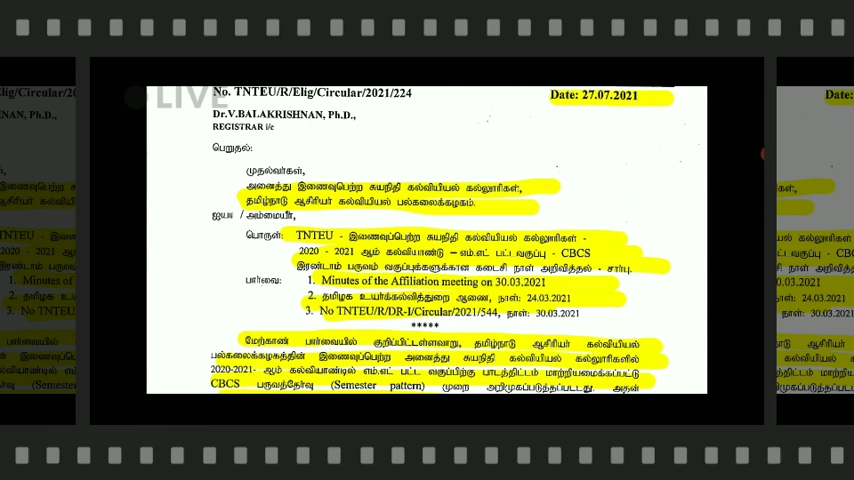 No. TNTEU/R/Elig/Circular/2021/224
Date: 27.07.2021
LIVE
Dr.V.BALAKRISHNAN, Ph.D.,
REGISTRAR i/c
பெறுதல்:
முதல்வர்கள்,
அனைத்து இணைவுபெற்ற சுயநிதி கல்வியியல் கல்லூரிகள்,
தமிழ்நாடு ஆசிரியர் கல்வியியல் பல்கலைக்கழகம்.
ஐயா / அம்மையீர்,
பொருள்: TNTEU - இணைவுப்பெற்ற சுயநிதி கல்வியியல் கல்லூரிகள் -
2020 - 2021 ஆம் கல்வியாண்டு – எம்.எட் பட்டவகுப்பு - CBCS
இரண்டாம் பருவம் வகுப்புக்களுக்கான கடைசி நாள் அறிவித்தல் - சார்பு.
பார்வை: 1. Minutes of the Affiliation meeting on 30.03.2021
2. தமிழக உயர்க்கல்வித்துறை ஆணை, நாள்: 24.03.2021
3. No TNTEU/R/DR-I/Circular/2021/544, நாள்: 30.03.2021
*****
மேற்காண் பார்வையில் குறிப்பிட்டள்ளவாறு, தமிழ்நாடு ஆசிரியர் கல்வியியல்
பல்கலைக்கழகத்தின் இணைவுப்பெற்ற அனைத்து சுயநிதி கல்வியியல் கல்லூரிகளில்
2020-2021- ஆம் கல்வியாண்டில் எம்.எட் பட்ட வகுப்பிற்கு பாடத்திட்டம் மாற்றியமைக்கப்பட்டு
CBCS பருவத்தேர்வு (Semester pattern) முறை அறிமுகப்படுத்தப்பட்டது. அதன்